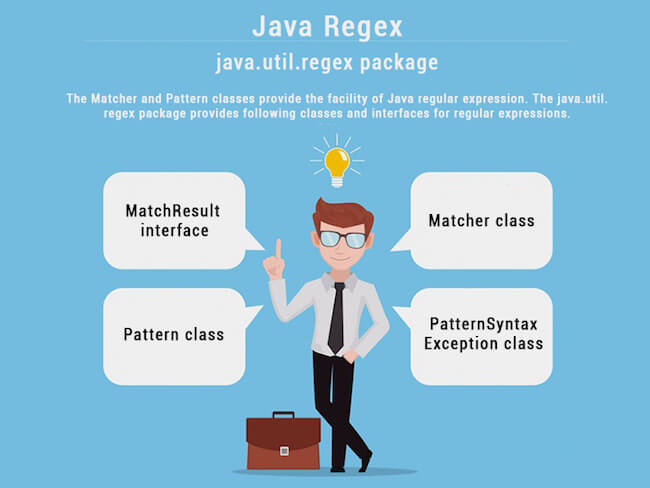 Java Regex
java.util.regex package
The Matcher and Pattern classes provide the facility of Java regular expression. The java.util.
regex package provides following classes and interfaces for regular expressions.
MatchResult
interface
Matcher class
Pattern class
PatternSyntax
Exception class